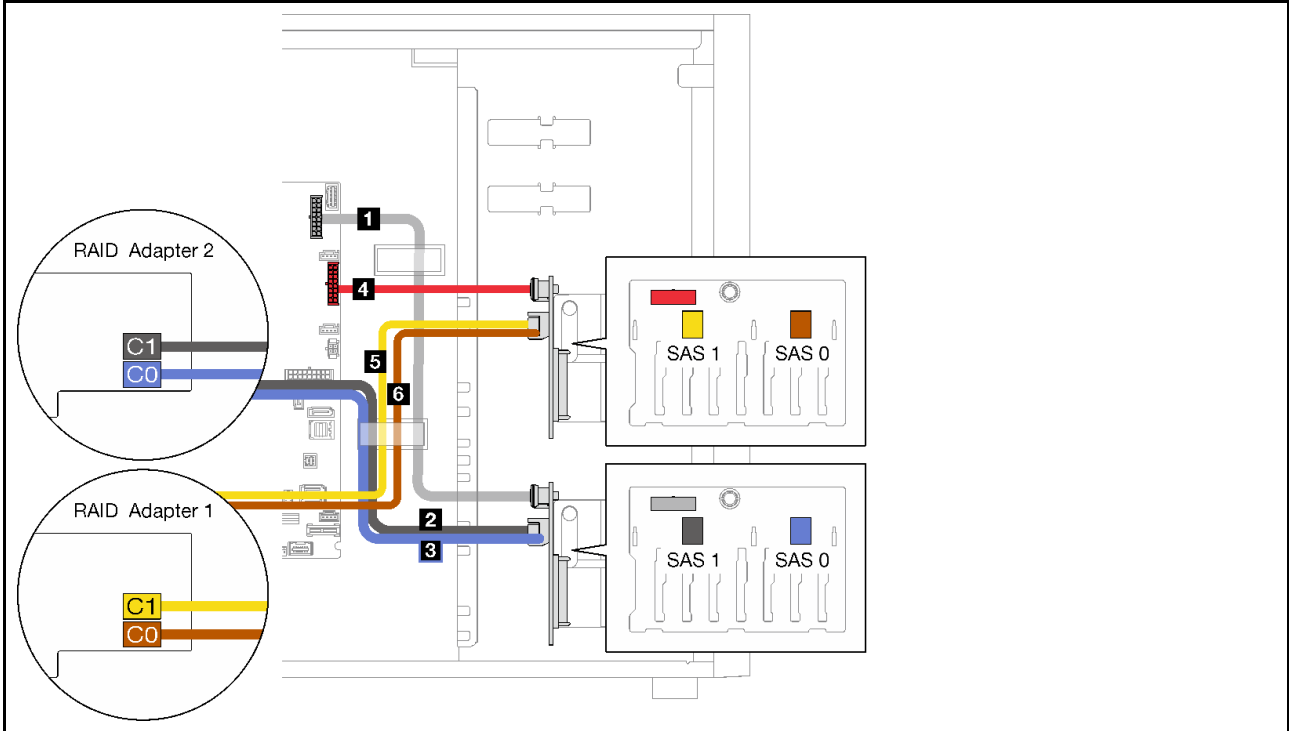 1
RAID Adapter 2
4
C1
C0
5
6
SAS 1 SAS 0
RAID Adapter 1
2
3
SAS 1 SAS 0
C1
C0